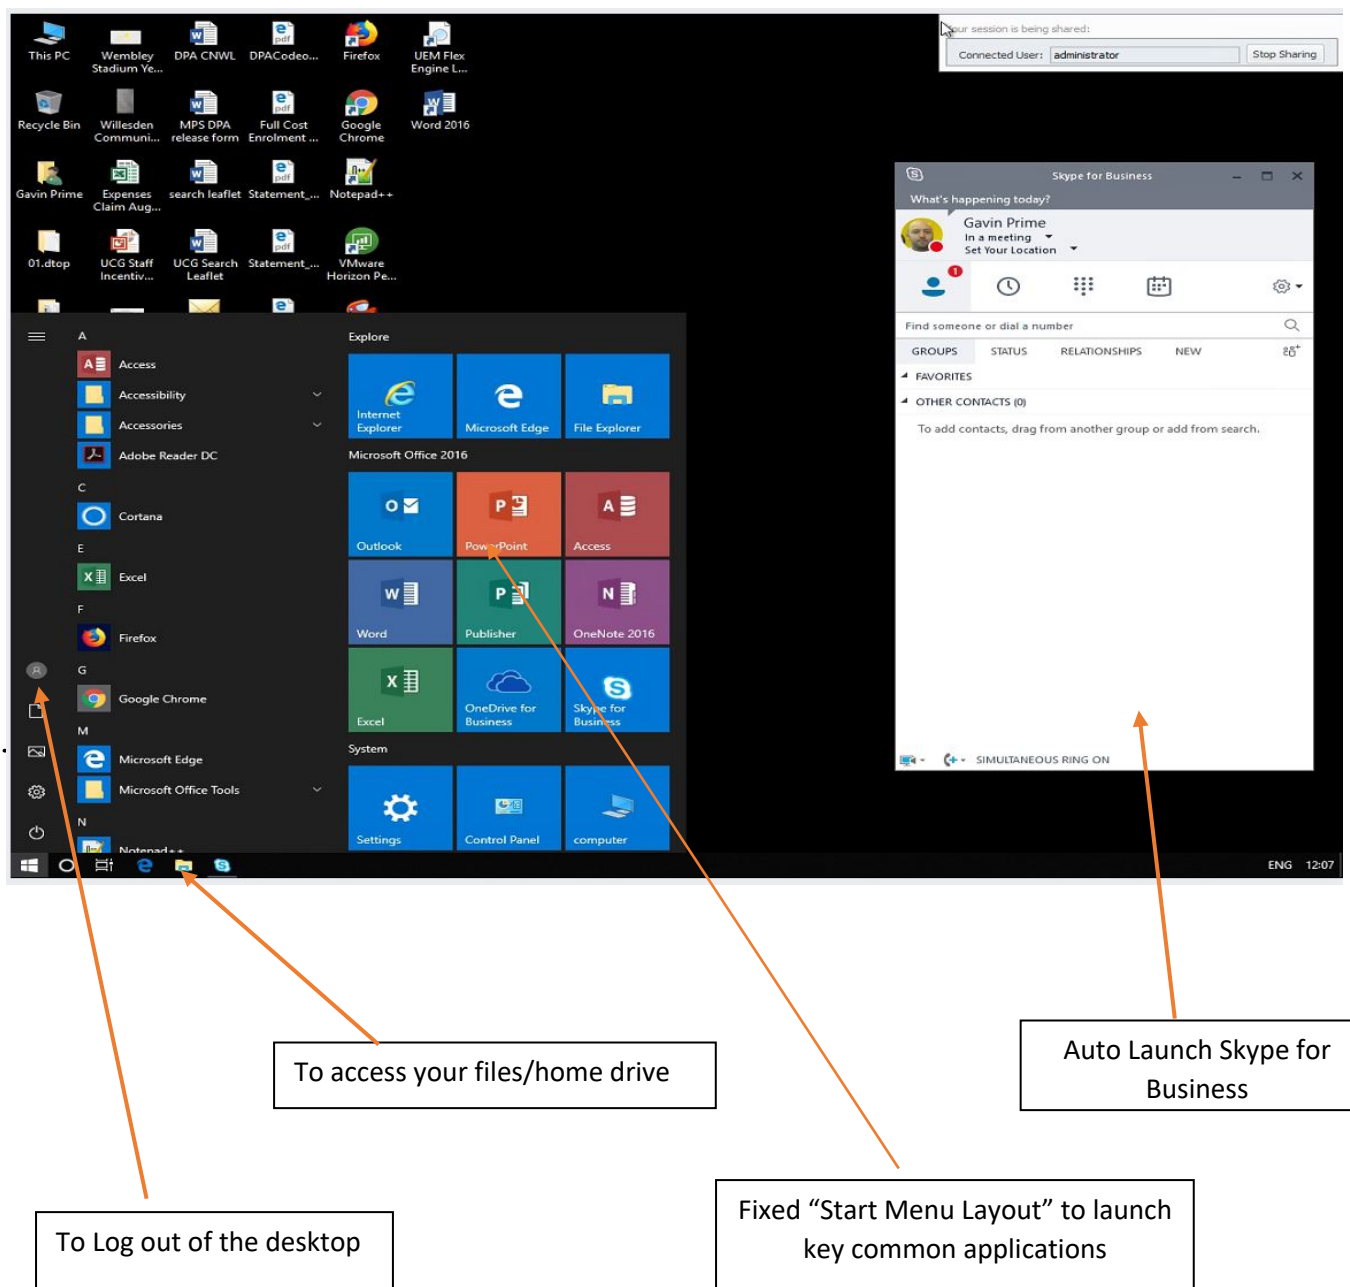 This PC
Wembley
Stadium Ye...
DPA CNWL
DPACodeo...
Firefox
UEM Flex
Engine L...
Recycle Bin
Willesden
Communi...
MPS DPA
release form
Full Cost
Enrolment ...
Google
Chrome
Word 2016
Gavin Prime
Expenses
Claim Aug...
search leaflet
Statement_...
Notepad++
01.dtop
UCG Staff
Incentiv...
UCG Search
Leaflet
Statement_...
VMware
Horizon Pe...
your session is being shared:
Connected User: administrator Stop Sharing
Skype for Business
What's happening today?
Gavin Prime
In a meeting
Set Your Location
1
Find someone or dial a number
GROUPS STATUS RELATIONSHIPS NEW
FAVORITES
OTHER CONTACTS (0)
To add contacts, drag from another group or add from search.
SIMULTANEOUS RING ON
A
Access
Accessibility
Accessories
Adobe Reader DC
C
Cortana
E
Excel
F
Firefox
G
Google Chrome
M
Microsoft Edge
Microsoft Office Tools
N
Notepad++
Explore
Internet
Explorer
Microsoft Edge
File Explorer
Microsoft Office 2016
Outlook
PowerPoint
Access
Word
Publisher
OneNote 2016
Excel
OneDrive for
Business
Skype for
Business
System
Settings
Control Panel
computer
ENG 12:07
To access your files/home drive
Auto Launch Skype for
Business
To Log out of the desktop
Fixed “Start Menu Layout” to launch
key common applications